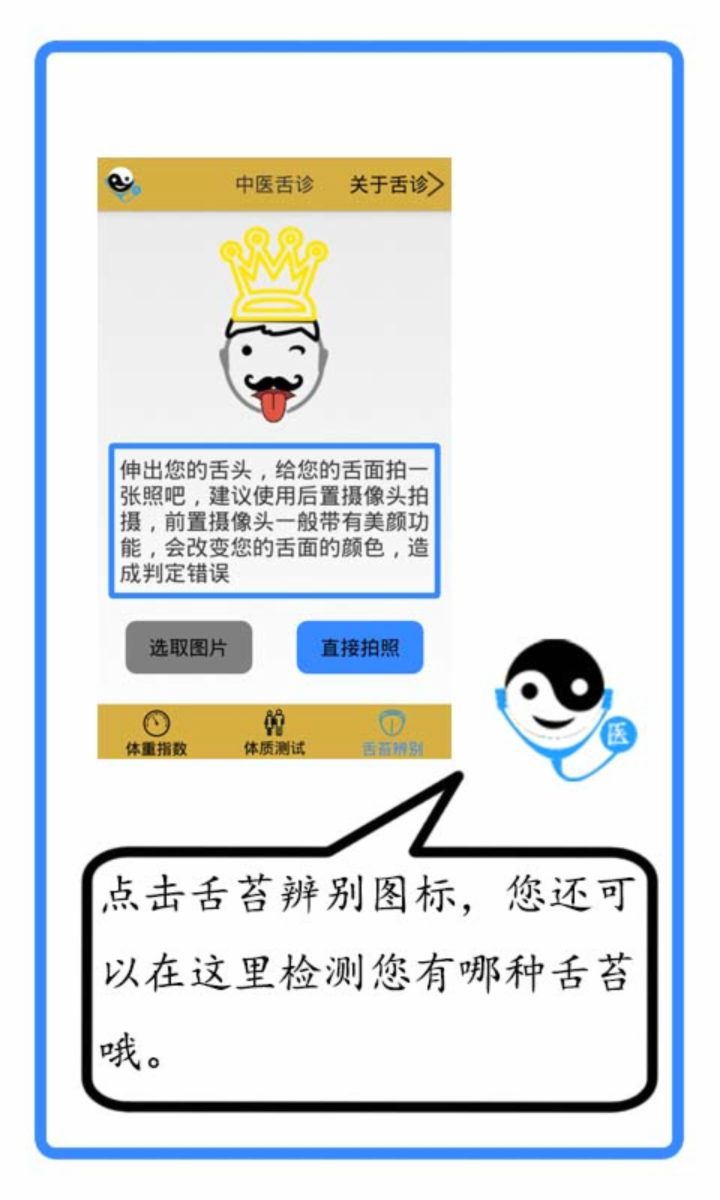 中医舌诊 关于舌诊
伸出您的舌头，给您的舌面拍一
张照吧，建议使用后置摄像头拍
摄，前置摄像头一般带有美颜功
能，会改变您的舌面的颜色，造
成判定错误
选取图片 直接拍照
医
体重指数 体质测试 舌苔辨别
点击舌苔辨别图标，您还可
以在这里检测您有哪种舌苔
哦。